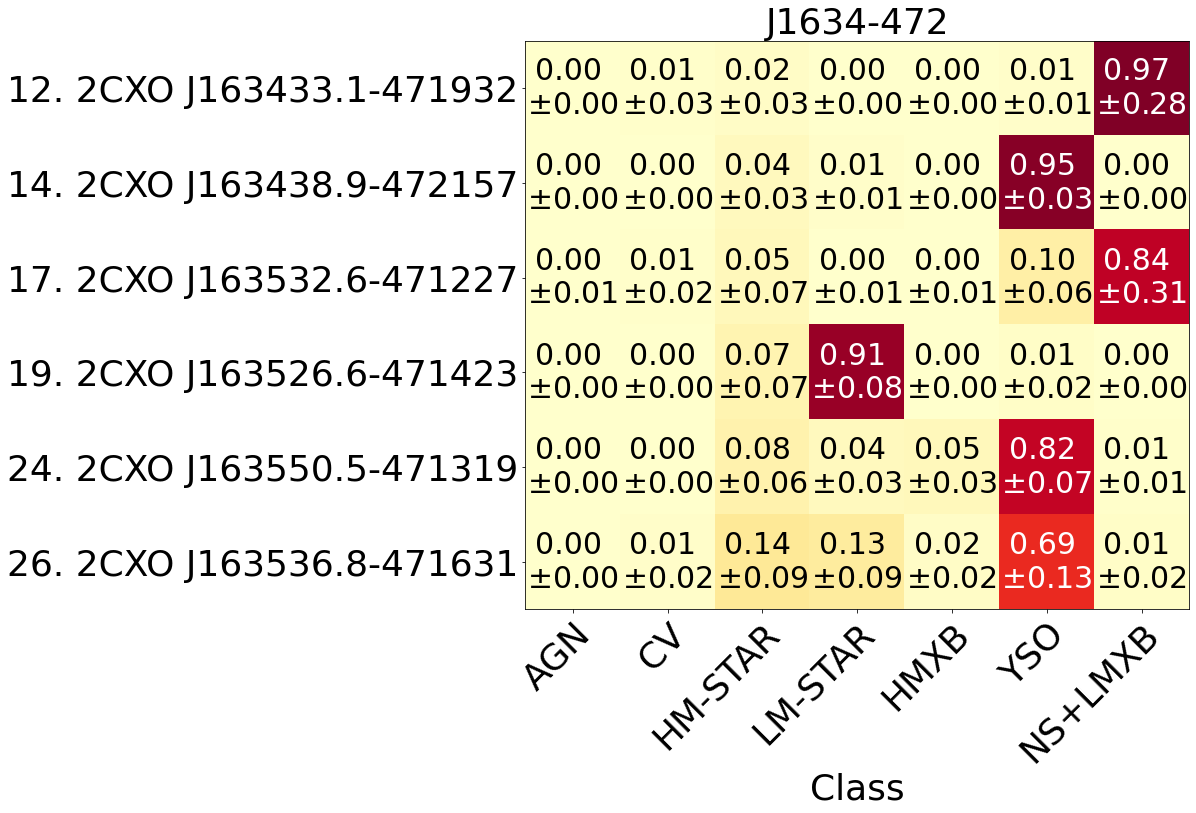 J1634-472
12. 2CXO J163433.1-471932
0.00 0.01 0.02 0.00 0.00 0.01 0.97
±0.00 ±0.03 ±0.03 ±0.00 ±0.00 ±0.01 ±0.28
14. 2CXO J163438.9-472157
0.00 0.00 0.04 0.01 0.00 0.95 0.00
±0.00 ±0.00 ±0.03 ±0.01 ±0.00 ±0.03 ±0.00
17. 2CXO J163532.6-471227
0.00 0.01 0.05 0.00 0.00 0.10 0.84
±0.01 ±0.02 ±0.07 ±0.01 ±0.01 ±0.06 ±0.31
19. 2CXO J163526.6-471423
0.00 0.00 0.07 0.91 0.00 0.01 0.00
±0.00 ±0.00 ±0.07 ±0.08 ±0.00 ±0.02 ±0.00
24. 2CXO J163550.5-471319
0.00 0.00 0.08 0.04 0.05 0.82 0.01
±0.00 ±0.00 ±0.06 ±0.03 ±0.03 ±0.07 ±0.01
26. 2CXO J163536.8-471631
0.00 0.01 0.14 0.13 0.02 0.69 0.01
±0.00 ±0.02 ±0.09 ±0.09 ±0.02 ±0.13 ±0.02
AGN CV HM-STAR LM-STAR HMXB YSO NS+LMXB
Class